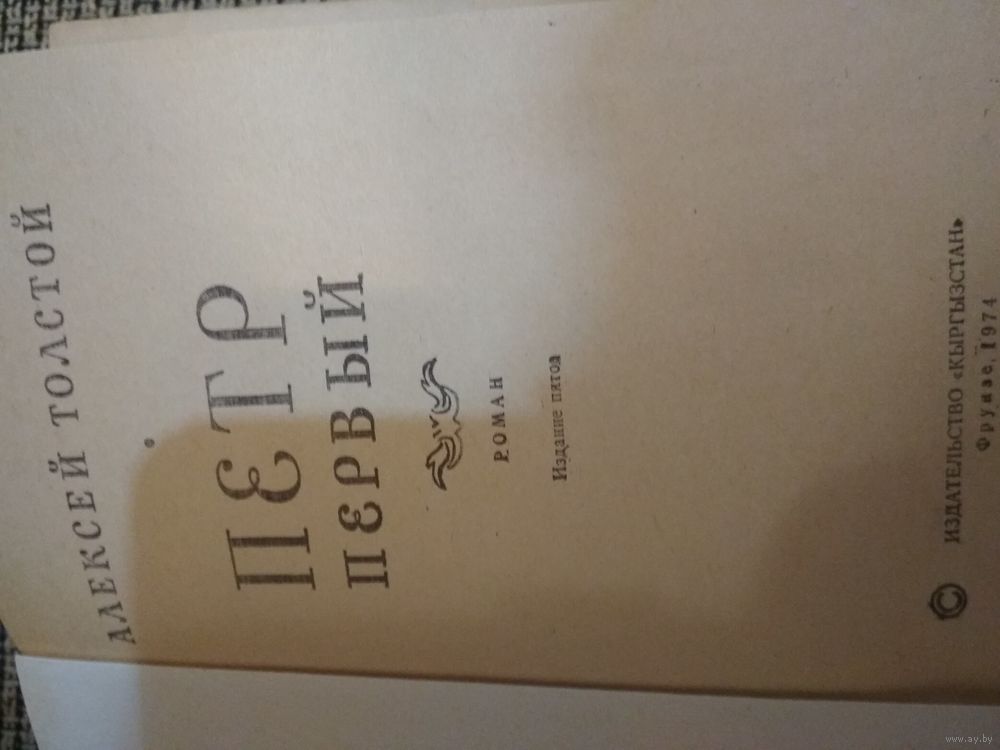 АЛЕКСЕЙ ТОЛСТОЙ
ПЕТР
ПЕРВЫЙ
РОМАН
Издание пятое
© ИЗДАТЕЛЬСТВО «КЫРГЫЗСТАН»
Фрунзе, 1974
www.ay.by